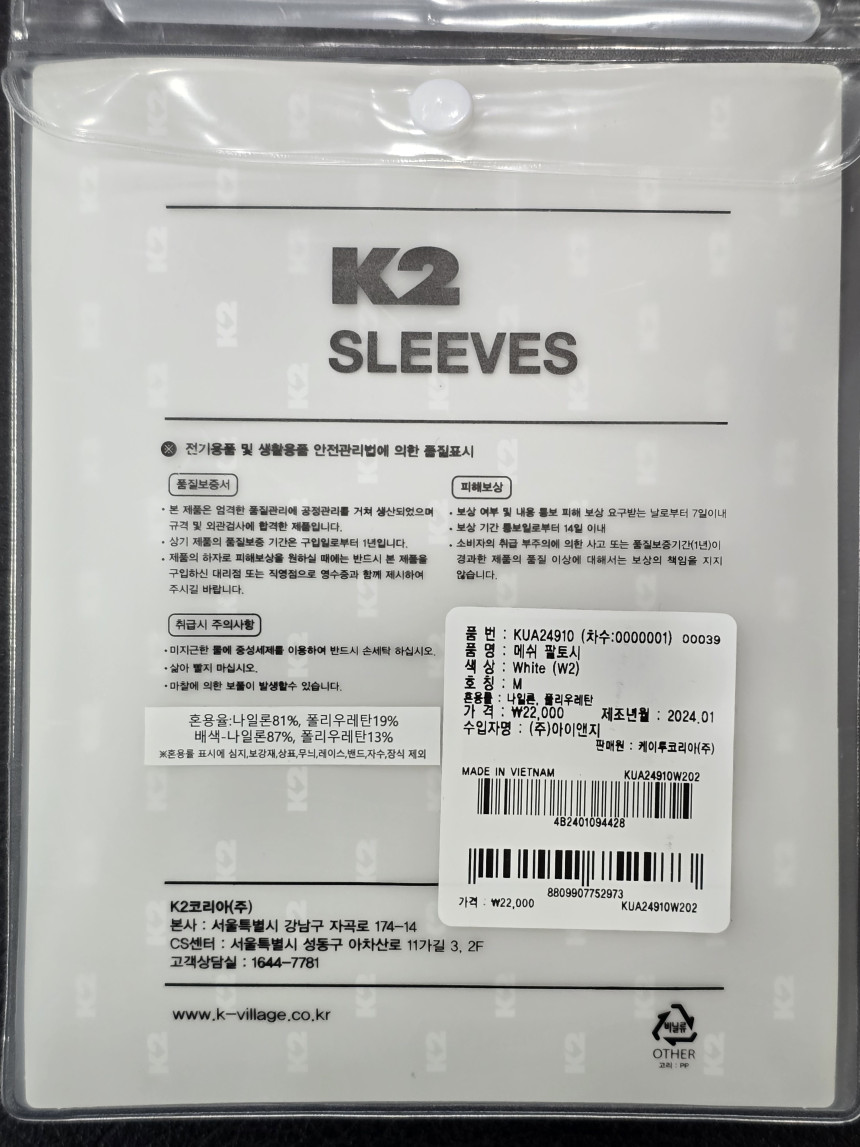 K2
SLEEVES
※ 전기용품 및 생활용품 안전관리법에 의한 품질표시
품질보증서
· 본 제품은 엄격한 품질관리에 공정관리를 거쳐 생산되었으며
규격 및 외관검사에 합격한 제품입니다.
· 상기 제품의 품질보증 기간은 구입일로부터 1년입니다.
· 제품의 하자로 피해보상을 원하실 때에는 반드시 본 제품을
구입하신 대리점 또는 직영점으로 영수증과 함께 제시하여
주시길 바랍니다.
피해보상
· 보상 여부 및 내용 통보 피해 보상 요구받는 날로부터 7일이내
· 보상 기간 통보일로부터 14일 이내
· 소비자의 취급 부주의에 의한 사고 또는 품질보증기간(1년)이
경과한 제품의 품질 이상에 대해서는 보상의 책임을 지지
않습니다.
취급시 주의사항
· 미지근한 물에 중성세제를 이용하여 반드시 손세탁 하십시오.
· 삶아 빨지 마십시오.
· 마찰에 의한 보풀이 발생할수 있습니다.
혼용율:나일론81%, 폴리우레탄19%
배색-나일론87%, 폴리우레탄13%
※혼용률 표시에 심지,보강재,상표,무늬,레이스,밴드,자수,장식 제외
품 번 : KUA24910 (차수:0000001) 00039
품 명 : 메쉬 팔토시
색 상 : White (W2)
호 칭 : M
혼용률 : 나일론, 폴리우레탄
가 격 : ₩22,000 제조년월 : 2024.01
수입자명 : (주)아이앤지
판매원 : 케이투코리아(주)
MADE IN VIETNAM KUA24910W202
4B2401094428
8809907752973
가격 : ₩22,000 KUA24910W202
K2코리아(주)
본사 : 서울특별시 강남구 자곡로 174-14
CS센터 : 서울특별시 성동구 아차산로 11가길 3, 2F
고객상담실 : 1644-7781
www.k-village.co.kr
비닐류
OTHER
고리 : PP